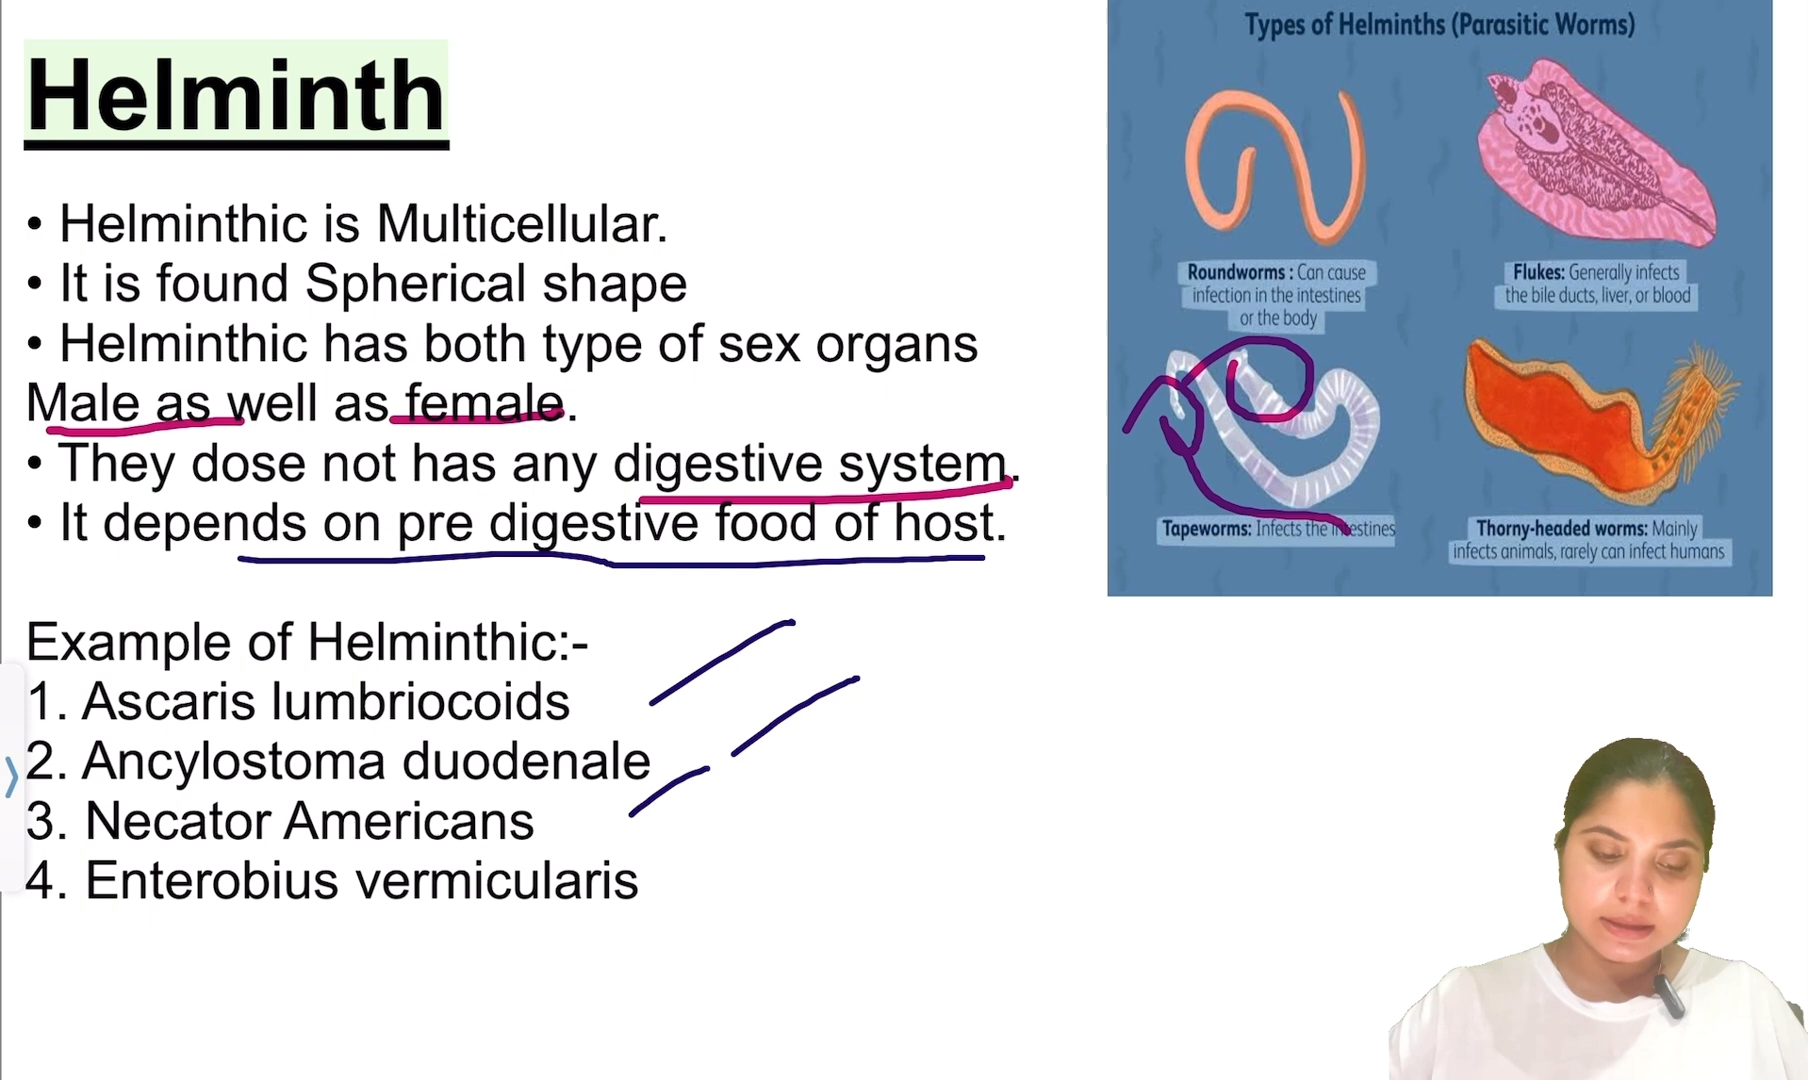 Helminth
• Helminthic is Multicellular.
• It is found Spherical shape
• Helminthic has both type of sex organs
Male as well as female.
• They dose not has any digestive system.
• It depends on pre digestive food of host.
Example of Helminthic:-
1. Ascaris lumbriocoids
2. Ancylostoma duodenale
3. Necator Americans
4. Enterobius vermicularis
Types of Helminths (Parasitic Worms)
Roundworms : Can cause
infection in the intestines
or the body
Flukes: Generally infects
the bile ducts, liver, or blood
Tapeworms: Infects the intestines
Thorny-headed worms: Mainly
infects animals, rarely can infect humans